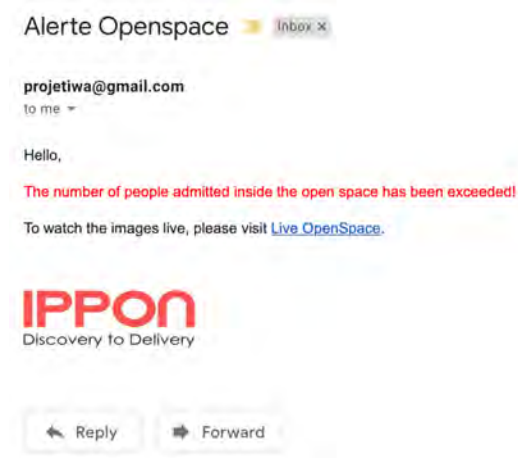 Alerte Openspace
Inbox ×
projetiwa@gmail.com
to me
Hello,
The number of people admitted inside the open space has been exceeded!
To watch the images live, please visit Live OpenSpace.
IPPON
Discovery to Delivery
Reply
Forward